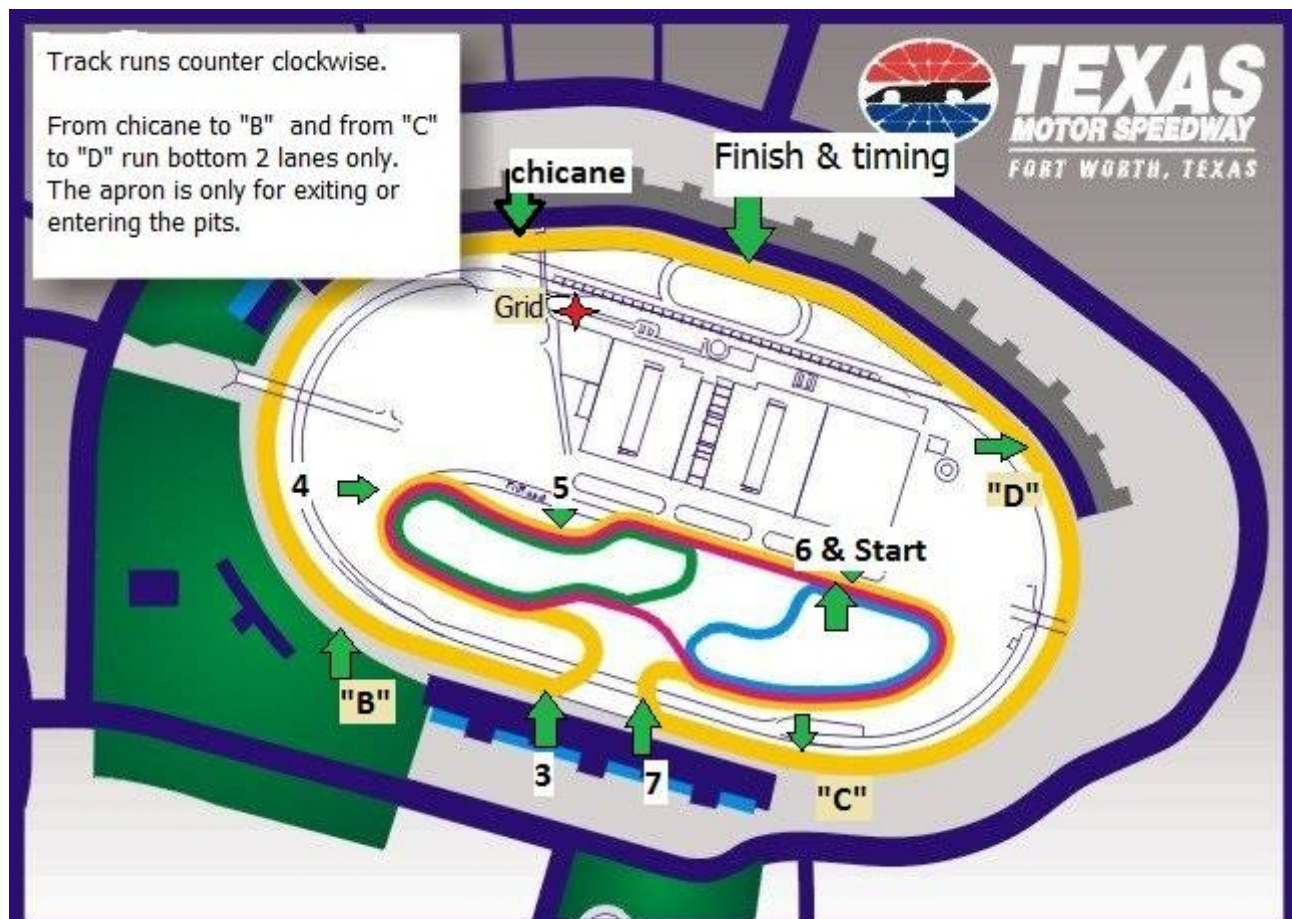 Track runs counter clockwise.
From chicane to "B" and from "C"
to "D" run bottom 2 lanes only.
The apron is only for exiting or
entering the pits.
TEXAS
MOTOR SPEEDWAY
FORT WORTH, TEXAS
chicane
Finish & timing
Grid
4
5
"D"
6 & Start
"B"
3
7
"C"